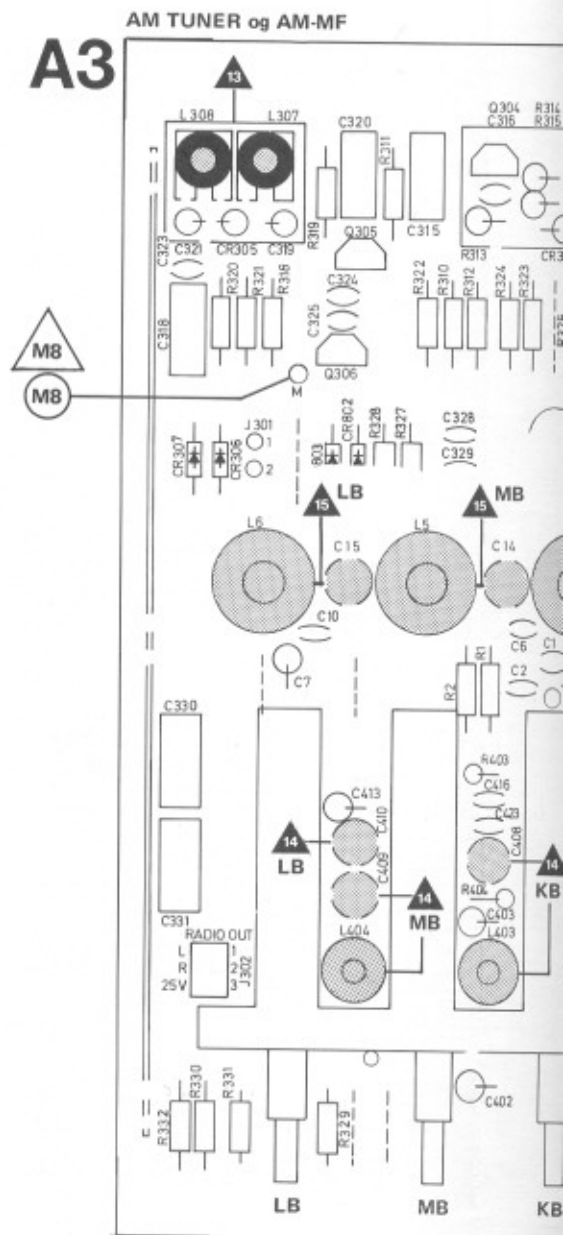 AM TUNER og AM-MF
A3
13
L308 L307
C320
R311
Q304 R314
C316 R315
R319
Q305
C315
C323
C321 CR305 C319
R313
R320
R321
R318
C324
C325
R322
R310
R312
R324
R323
C318
Q306
M8
M8
M
CR307
CR306
J301
1
2
803
CR802
R328
R327
C328
C329
15 LB
15 MB
L6
C15
L5
C14
C10
C6
C1
C7
R2
R1
C2
C330
R403
C413
C416
C410
C423
C408
14
LB
C409
14
MB
14
KB
R404
C403
C331
L404
L403
RADIO OUT
L 1
R 2
25V 3
J302
R332
R330
R331
R329
C402
LB MB KB